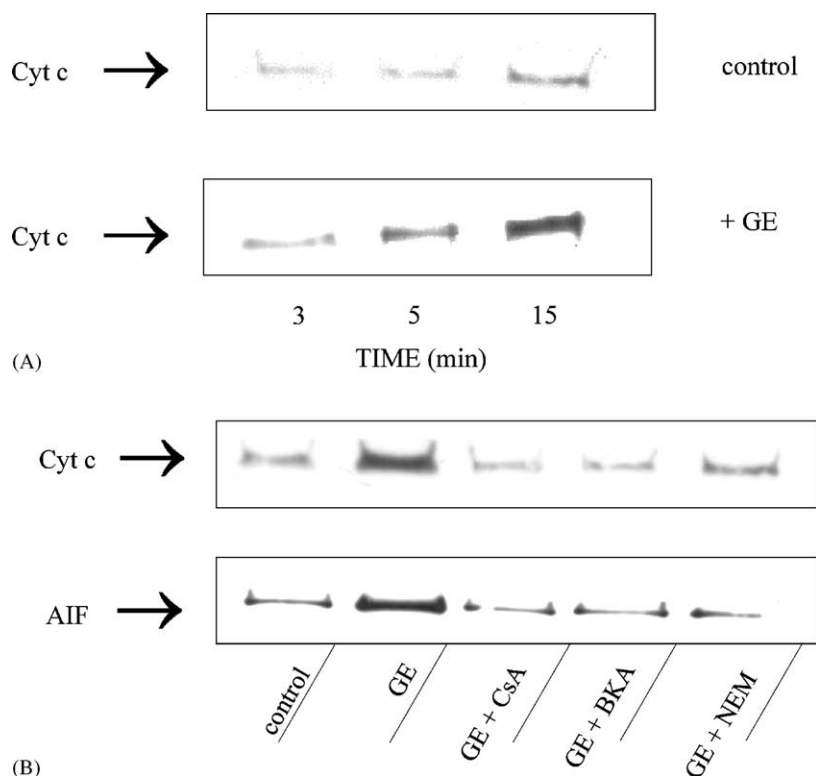 Cyt c control
Cyt c + GE
3 5 15
TIME (min)
(A)
Cyt c
AIF
control GE GE + CsA GE + BKA GE + NEM
(B)